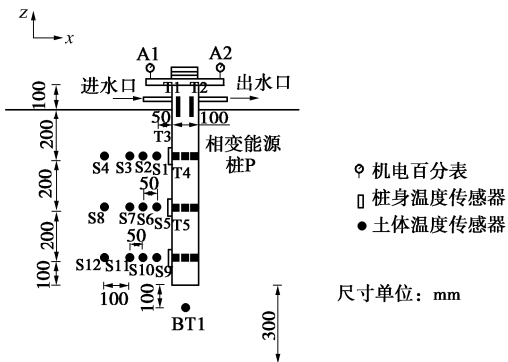 z
x
A1 A2
进水口 T1 T2 出水口
100
50 100
T3
200
相变能源
桩P
S4 S3 S2 S1 T4
200
50
S8 S7 S6 S5 T5
200
50
S12 S11 S10 S9
100
100
100
BT1
300
机电百分表
桩身温度传感器
土体温度传感器
尺寸单位：mm